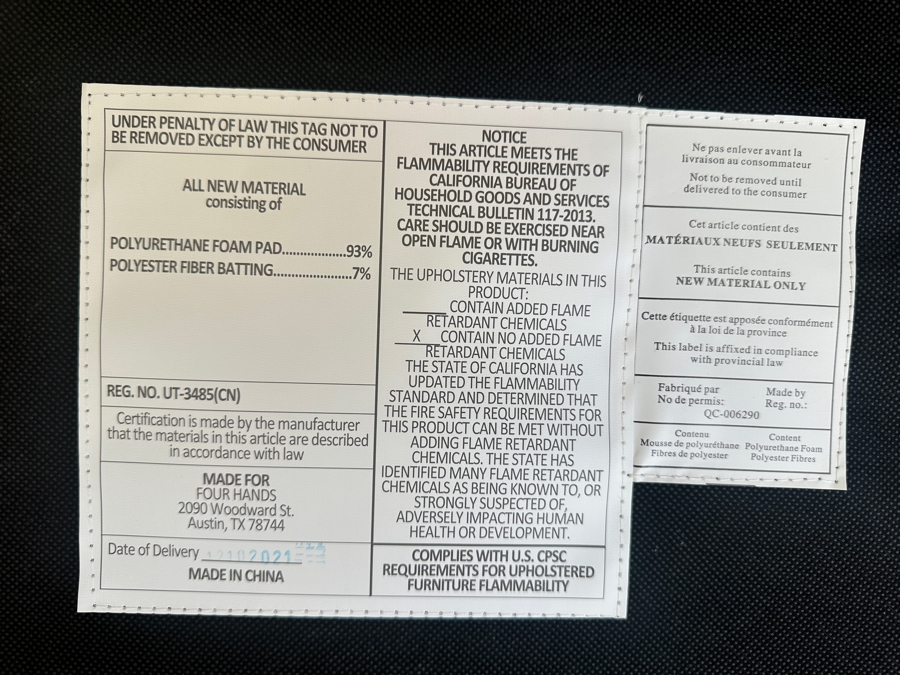 UNDER PENALTY OF LAW THIS TAG NOT TO
BE REMOVED EXCEPT BY THE CONSUMER
ALL NEW MATERIAL
consisting of
POLYURETHANE FOAM PAD..............93%
POLYESTER FIBER BATTING.................7%
REG. NO. UT-3485(CN)
Certification is made by the manufacturer
that the materials in this article are described
in accordance with law
MADE FOR
FOUR HANDS
2090 Woodward St.
Austin, TX 78744
Date of Delivery
MADE IN CHINA
NOTICE
THIS ARTICLE MEETS THE
FLAMMABILITY REQUIREMENTS OF
CALIFORNIA BUREAU OF
HOUSEHOLD GOODS AND SERVICES
TECHNICAL BULLETIN 117-2013.
CARE SHOULD BE EXERCISED NEAR
OPEN FLAME OR WITH BURNING
CIGARETTES.
THE UPHOLSTERY MATERIALS IN THIS
PRODUCT:
_____ CONTAIN ADDED FLAME
RETARDANT CHEMICALS
__X__ CONTAIN NO ADDED FLAME
RETARDANT CHEMICALS
THE STATE OF CALIFORNIA HAS
UPDATED THE FLAMMABILITY
STANDARD AND DETERMINED THAT
THE FIRE SAFETY REQUIREMENTS FOR
THIS PRODUCT CAN BE MET WITHOUT
ADDING FLAME RETARDANT
CHEMICALS. THE STATE HAS
IDENTIFIED MANY FLAME RETARDANT
CHEMICALS AS BEING KNOWN TO, OR
STRONGLY SUSPECTED OF,
ADVERSELY IMPACTING HUMAN
HEALTH OR DEVELOPMENT.
COMPLIES WITH U.S. CPSC
REQUIREMENTS FOR UPHOLSTERED
FURNITURE FLAMMABILITY
Ne pas enlever avant la
livraison au consommateur
Not to be removed until
delivered to the consumer
Cet article contient des
MATÉRIAUX NEUFS SEULEMENT
This article contains
NEW MATERIAL ONLY
Cette étiquette est apposée conformément
à la loi de la province
This label is affixed in compliance
with provincial law
Fabriqué par Made by
No de permis: Reg. no.:
QC-006290
Contenu Content
Mousse de polyuréthane Polyurethane Foam
Fibres de polyester Polyester Fibres